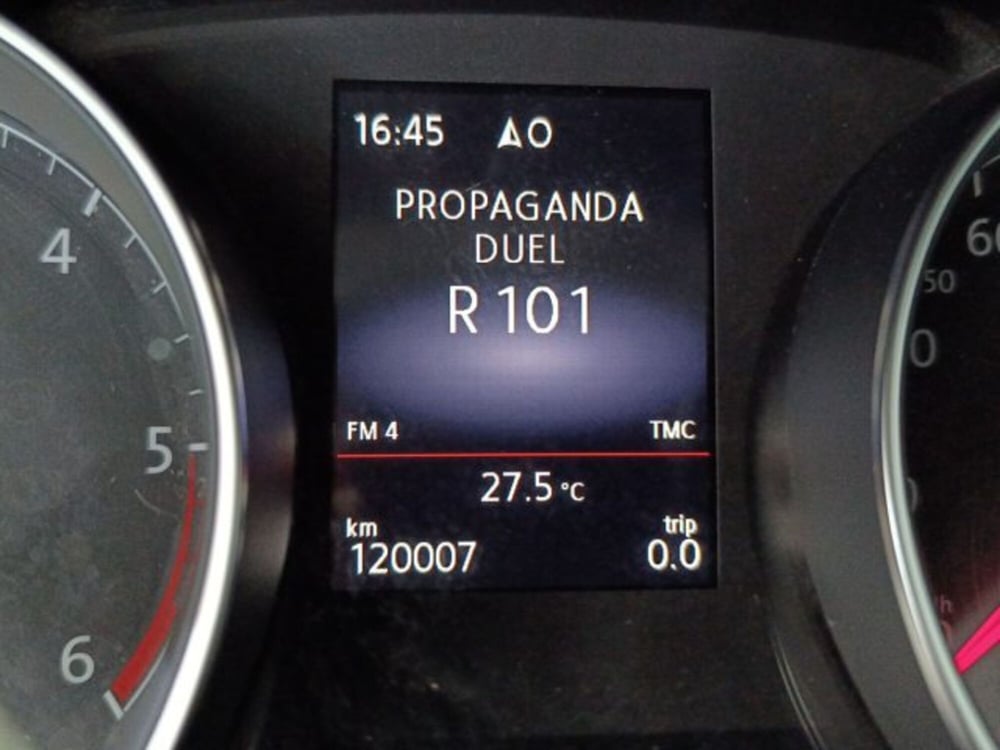 16:45 O
PROPAGANDA
DUEL
R 101
FM 4 TMC
27.5 °C
km trip
120007 0.0
4
5
6
50